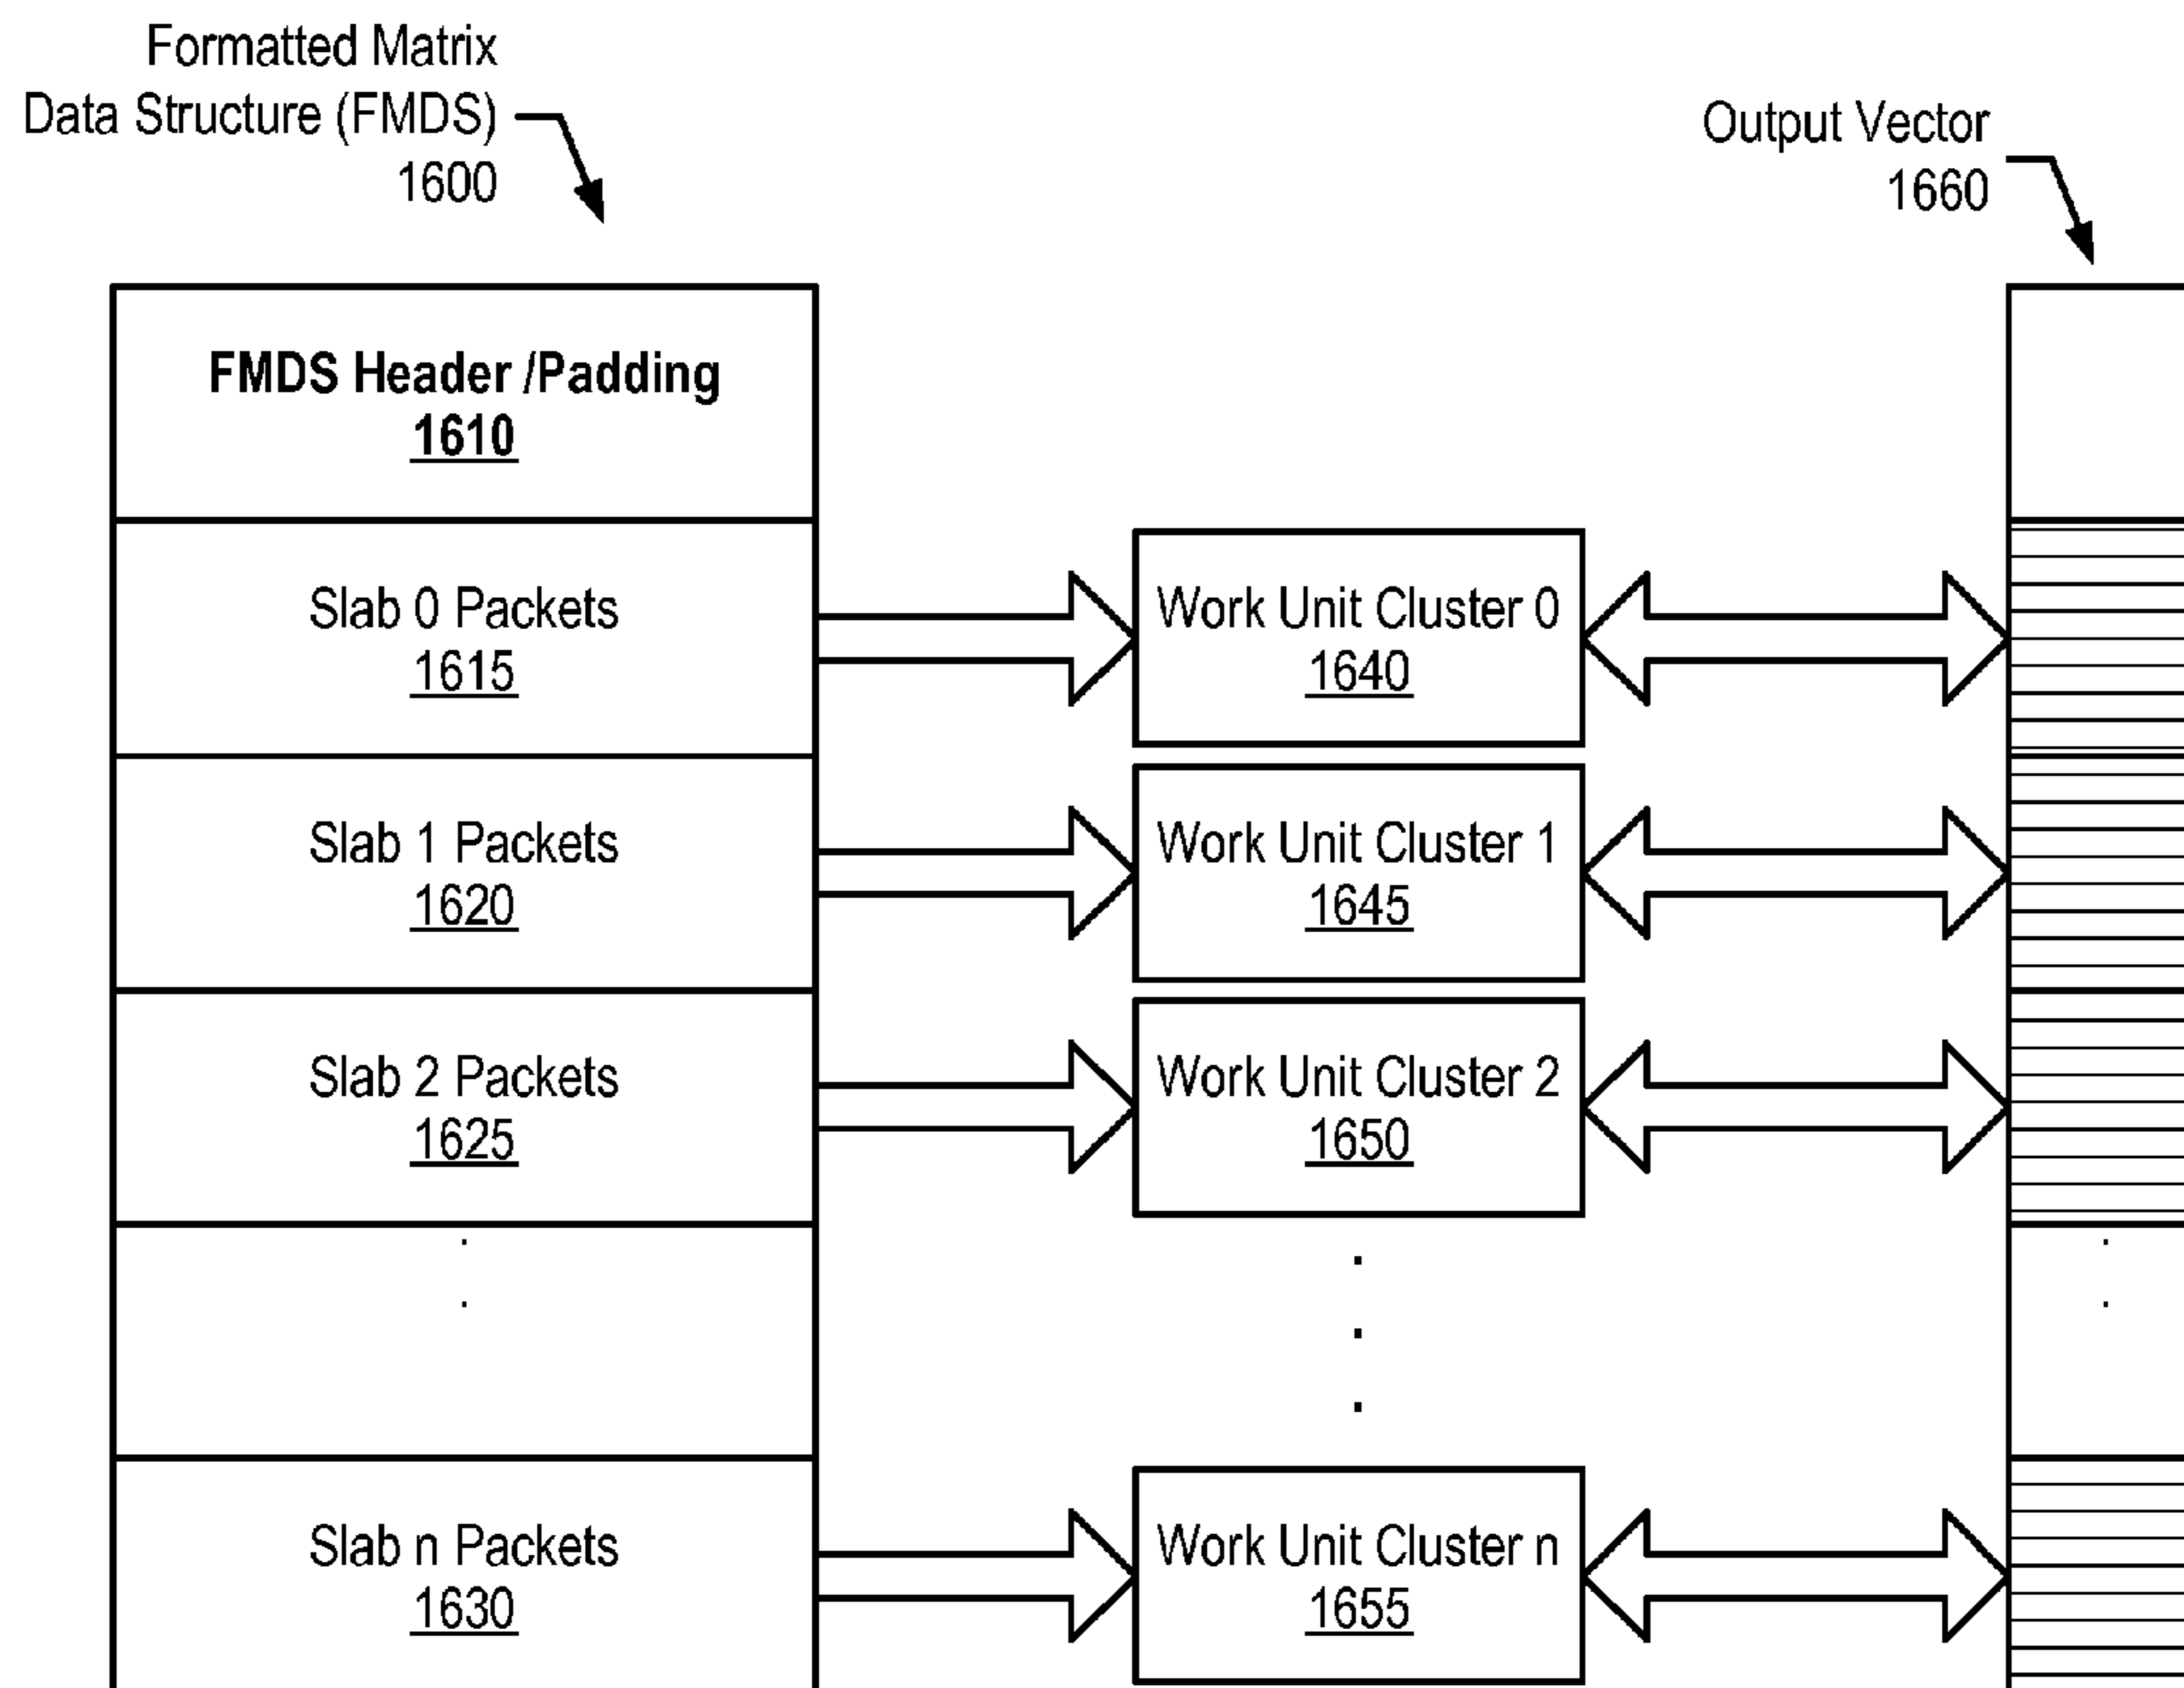 Formatted Matrix
Data Structure (FMDS)
1600
Output Vector
1660
FMDS Header /Padding
1610
Slab 0 Packets
1615
Work Unit Cluster 0
1640
Slab 1 Packets
1620
Work Unit Cluster 1
1645
Slab 2 Packets
1625
Work Unit Cluster 2
1650
Slab n Packets
1630
Work Unit Cluster n
1655